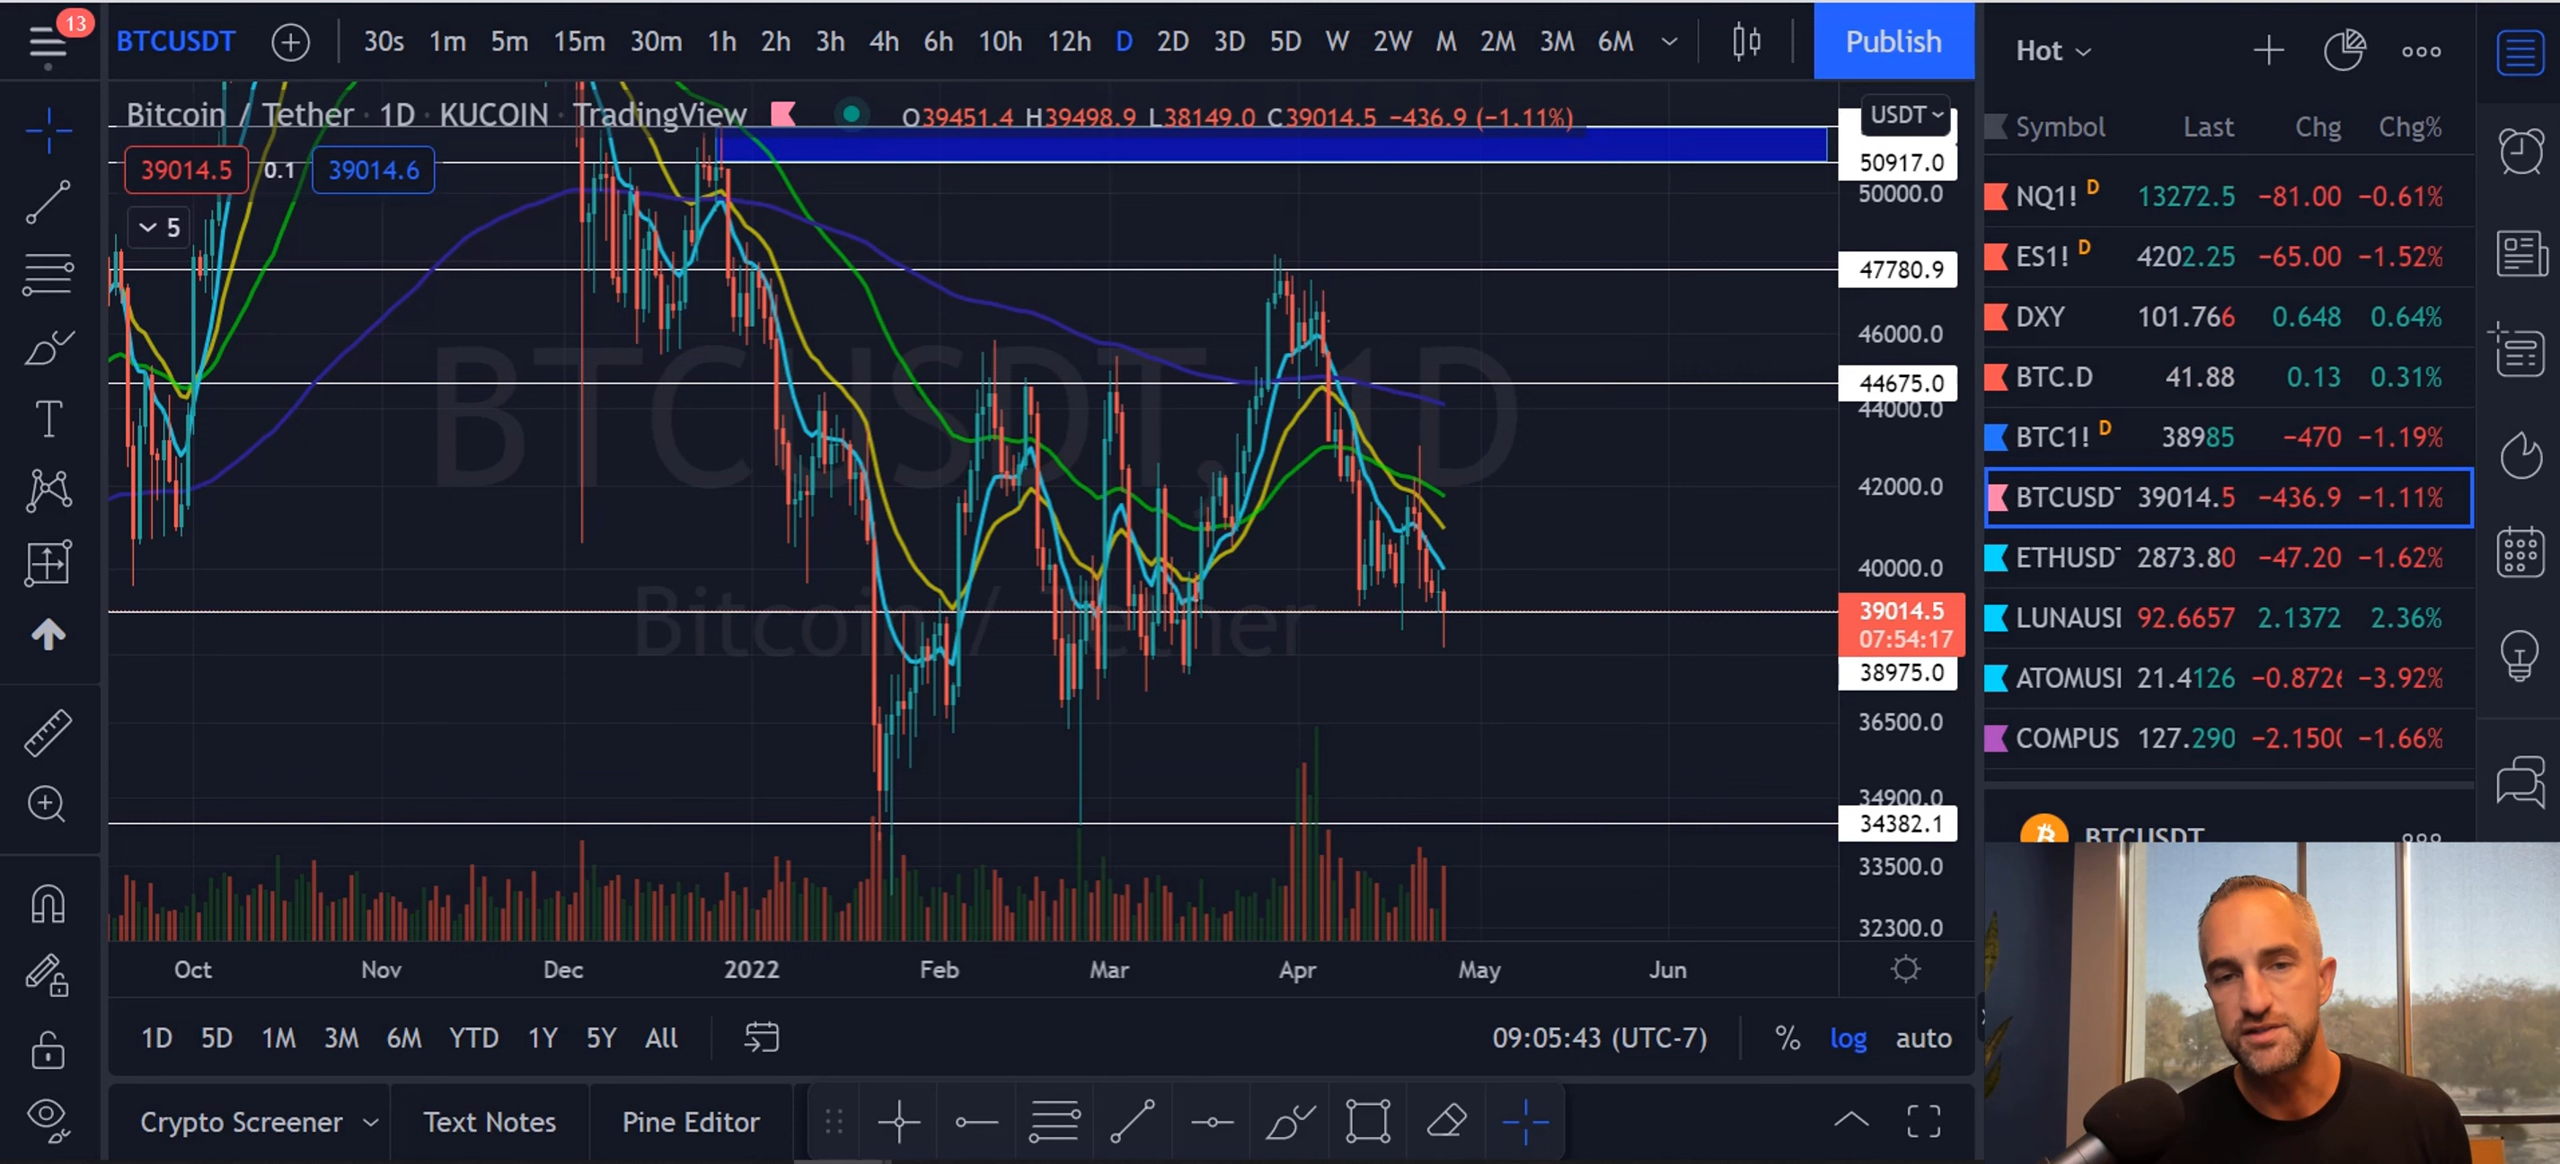 13
BTCUSDT 30s 1m 5m 15m 30m 1h 2h 3h 4h 6h 10h 12h D 2D 3D 5D W 2W M 2M 3M 6M Publish
Bitcoin / Tether · 1D · KUCOIN · TradingView O39451.4 H39498.9 L38149.0 C39014.5 −436.9 (−1.11%)
39014.5 0.1 39014.6
5
BTCUSDT, 1D
Bitcoin / Tether
USDT
50917.0
50000.0
47780.9
46000.0
44675.0
44000.0
42000.0
40000.0
39014.5
07:54:17
38975.0
36500.0
34900.0
34382.1
33500.0
32300.0
Oct Nov Dec 2022 Feb Mar Apr May Jun
1D 5D 1M 3M 6M YTD 1Y 5Y All 09:05:43 (UTC-7) % log auto
Crypto Screener Text Notes Pine Editor
Hot
Symbol Last Chg Chg%
NQ1! D 13272.5 −81.00 −0.61%
ES1! D 4202.25 −65.00 −1.52%
DXY 101.766 0.648 0.64%
BTC.D 41.88 0.13 0.31%
BTC1! D 38985 −470 −1.19%
BTCUSD 39014.5 −436.9 −1.11%
ETHUSD 2873.80 −47.20 −1.62%
LUNAUSI 92.6657 2.1372 2.36%
ATOMUSI 21.4126 −0.872 −3.92%
COMPUS 127.290 −2.150 −1.66%
BTCUSDT